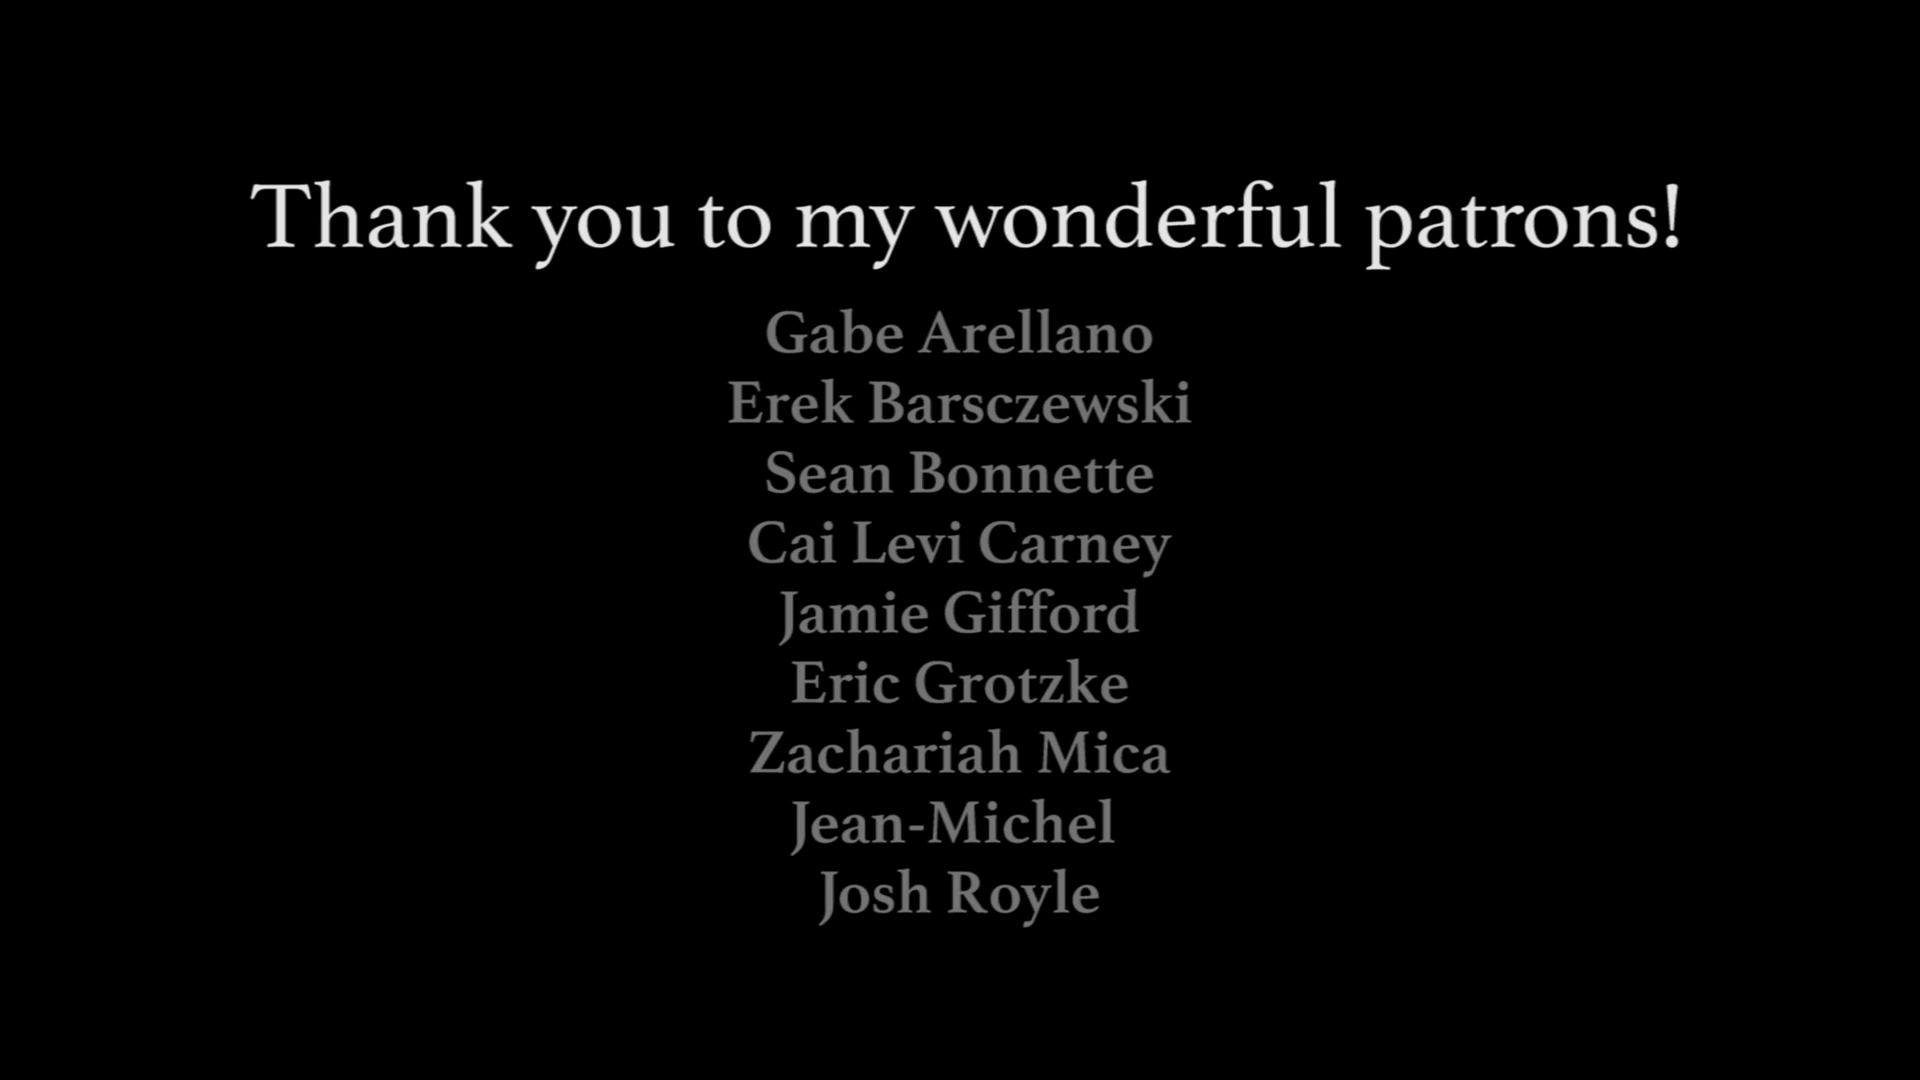 Thank you to my wonderful patrons!
Gabe Arellano
Erek Barsczewski
Sean Bonnette
Cai Levi Carney
Jamie Gifford
Eric Grotzke
Zachariah Mica
Jean-Michel
Josh Royle